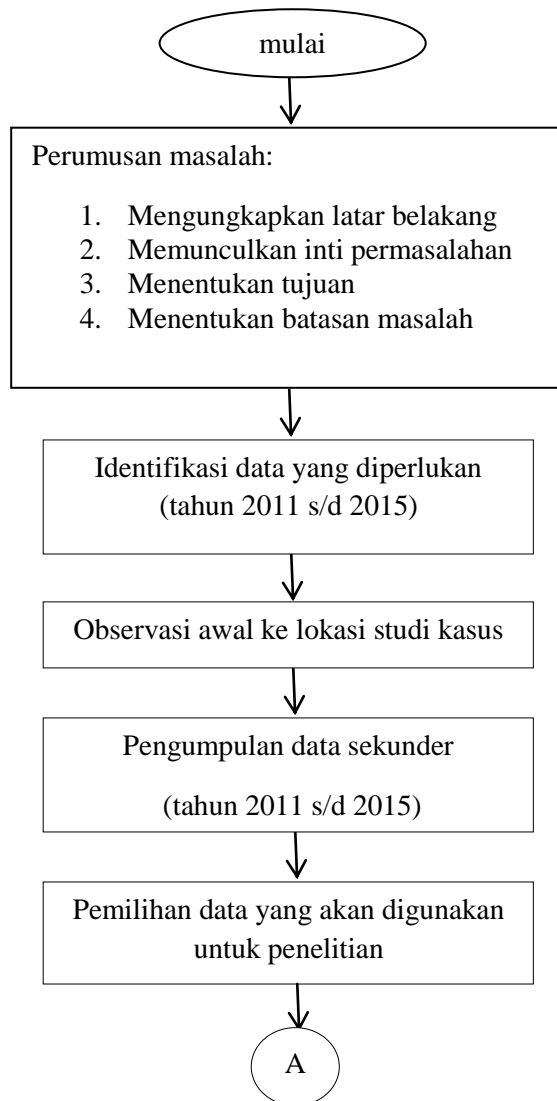 mulai
Perumusan masalah:
1. Mengungkapkan latar belakang
2. Memunculkan inti permasalahan
3. Menentukan tujuan
4. Menentukan batasan masalah
Identifikasi data yang diperlukan
(tahun 2011 s/d 2015)
Observasi awal ke lokasi studi kasus
Pengumpulan data sekunder
(tahun 2011 s/d 2015)
Pemilihan data yang akan digunakan
untuk penelitian
A